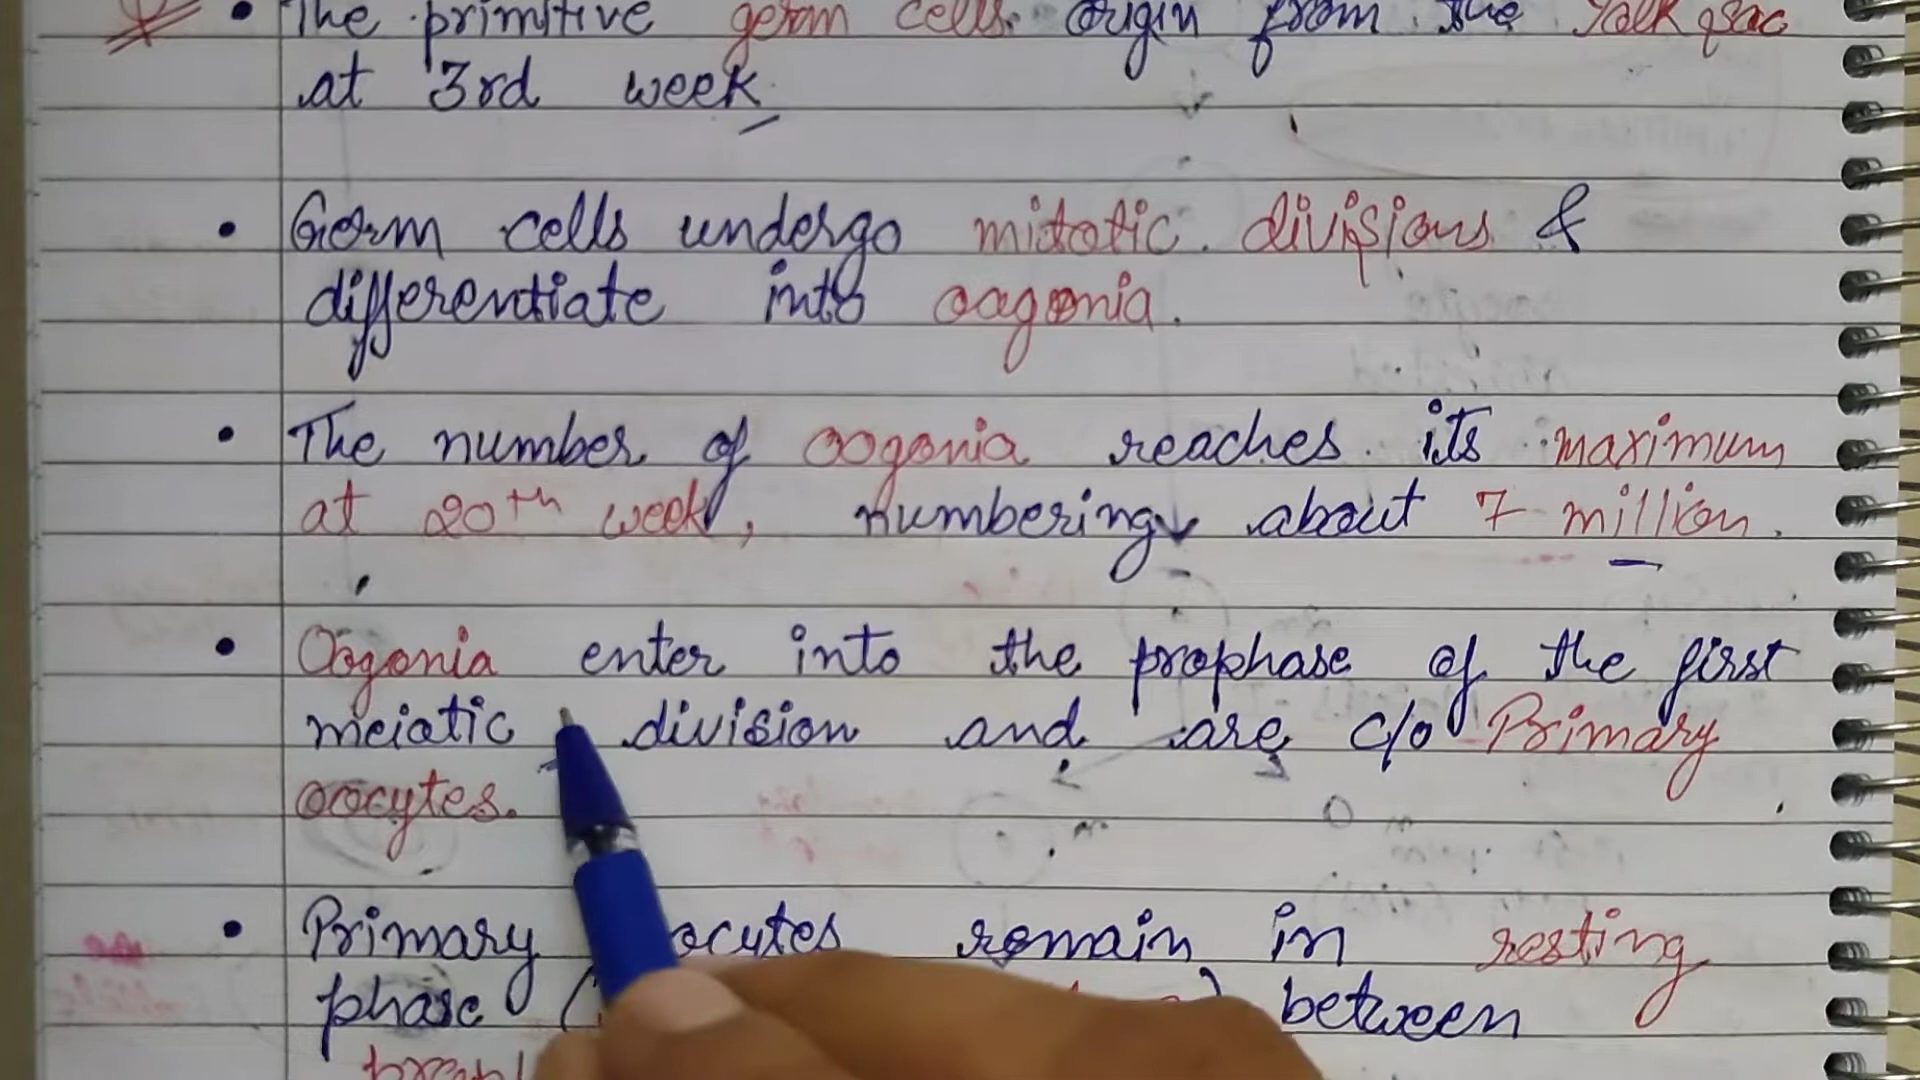 • The primitive germ cells origin from the Yolk sac
at 3rd week.
• Germ cells undergo mitotic divisions &
differentiate into oogonia.
• The number of oogonia reaches its maximum
at 20th week, numbering about 7 million.
• Oogonia enter into the prophase of the first
meiotic division and are c/o Primary
oocytes.
• Primary remain in resting
phase ( between